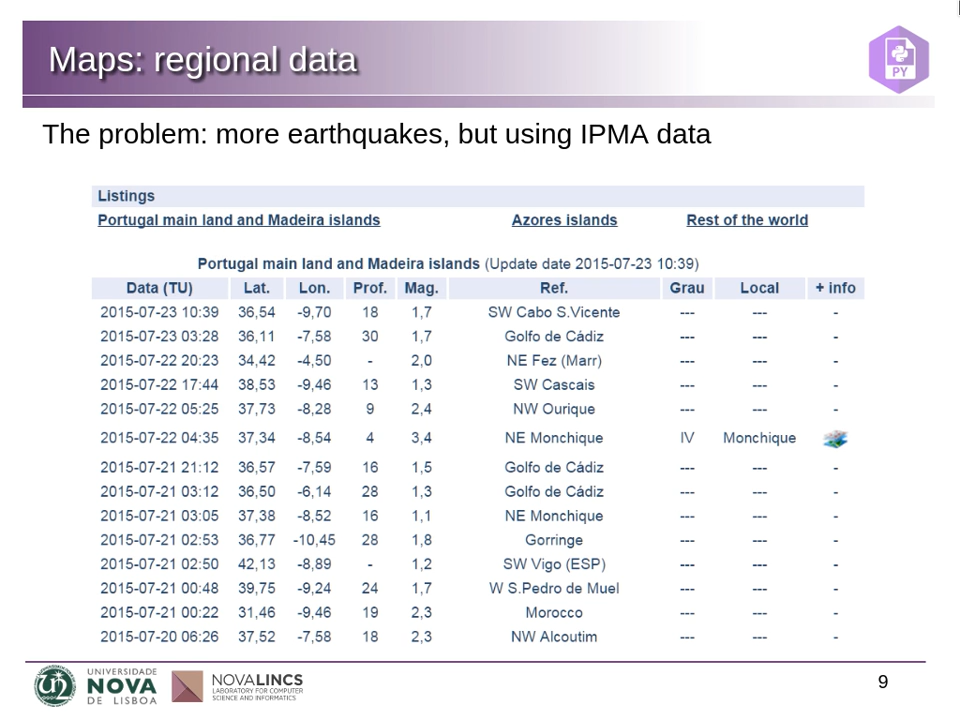 Maps: regional data
PY
The problem: more earthquakes, but using IPMA data
Listings
Portugal main land and Madeira islands Azores islands Rest of the world
Portugal main land and Madeira islands (Update date 2015-07-23 10:39)
Data (TU) Lat. Lon. Prof. Mag. Ref. Grau Local + info
2015-07-23 10:39 36,54 -9,70 18 1,7 SW Cabo S.Vicente --- --- -
2015-07-23 03:28 36,11 -7,58 30 1,7 Golfo de Cádiz --- --- -
2015-07-22 20:23 34,42 -4,50 - 2,0 NE Fez (Marr) --- --- -
2015-07-22 17:44 38,53 -9,46 13 1,3 SW Cascais --- --- -
2015-07-22 05:25 37,73 -8,28 9 2,4 NW Ourique --- --- -
2015-07-22 04:35 37,34 -8,54 4 3,4 NE Monchique IV Monchique
2015-07-21 21:12 36,57 -7,59 16 1,5 Golfo de Cádiz --- --- -
2015-07-21 03:12 36,50 -6,14 28 1,3 Golfo de Cádiz --- --- -
2015-07-21 03:05 37,38 -8,52 16 1,1 NE Monchique --- --- -
2015-07-21 02:53 36,77 -10,45 28 1,8 Gorringe --- --- -
2015-07-21 02:50 42,13 -8,89 - 1,2 SW Vigo (ESP) --- --- -
2015-07-21 00:48 39,75 -9,24 24 1,7 W S.Pedro de Muel --- --- -
2015-07-21 00:22 31,46 -9,46 19 2,3 Morocco --- --- -
2015-07-20 06:26 37,52 -7,58 18 2,3 NW Alcoutim --- --- -
UNIVERSIDADE
NOVA
DE LISBOA
NOVALINCS
LABORATORY FOR COMPUTER
SCIENCE AND INFORMATICS
9